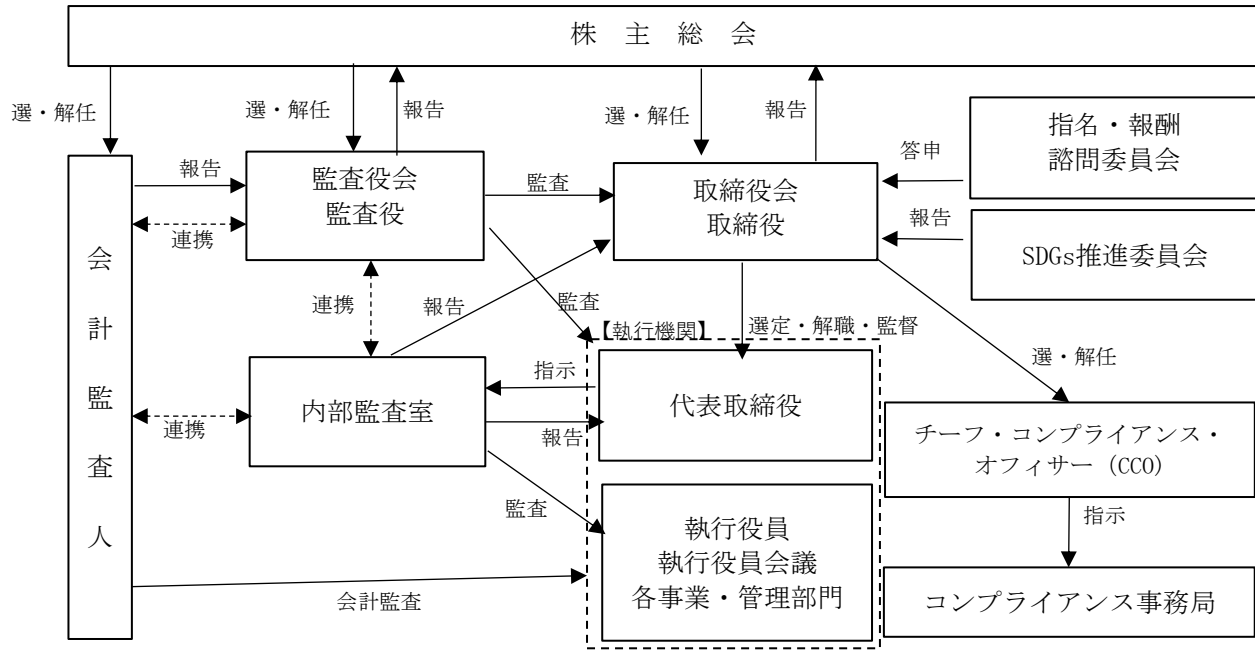 株 主 総 会
選・解任
選・解任
報告
選・解任
報告
指名・報酬
諮問委員会
答申
報告
監査役会
監査役
監査
取締役会
取締役
報告
SDGs推進委員会
連携
会計監査人
連携
報告
監査
【執行機関】
選定・解職・監督
選・解任
指示
内部監査室
代表取締役
連携
報告
チーフ・コンプライアンス・
オフィサー（CCO）
監査
指示
執行役員
執行役員会議
各事業・管理部門
会計監査
コンプライアンス事務局